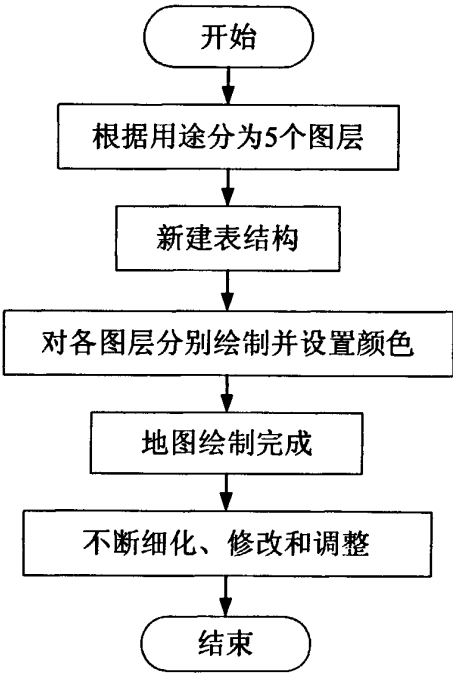 开始
根据用途分为5个图层
新建表结构
对各图层分别绘制并设置颜色
地图绘制完成
不断细化、修改和调整
结束